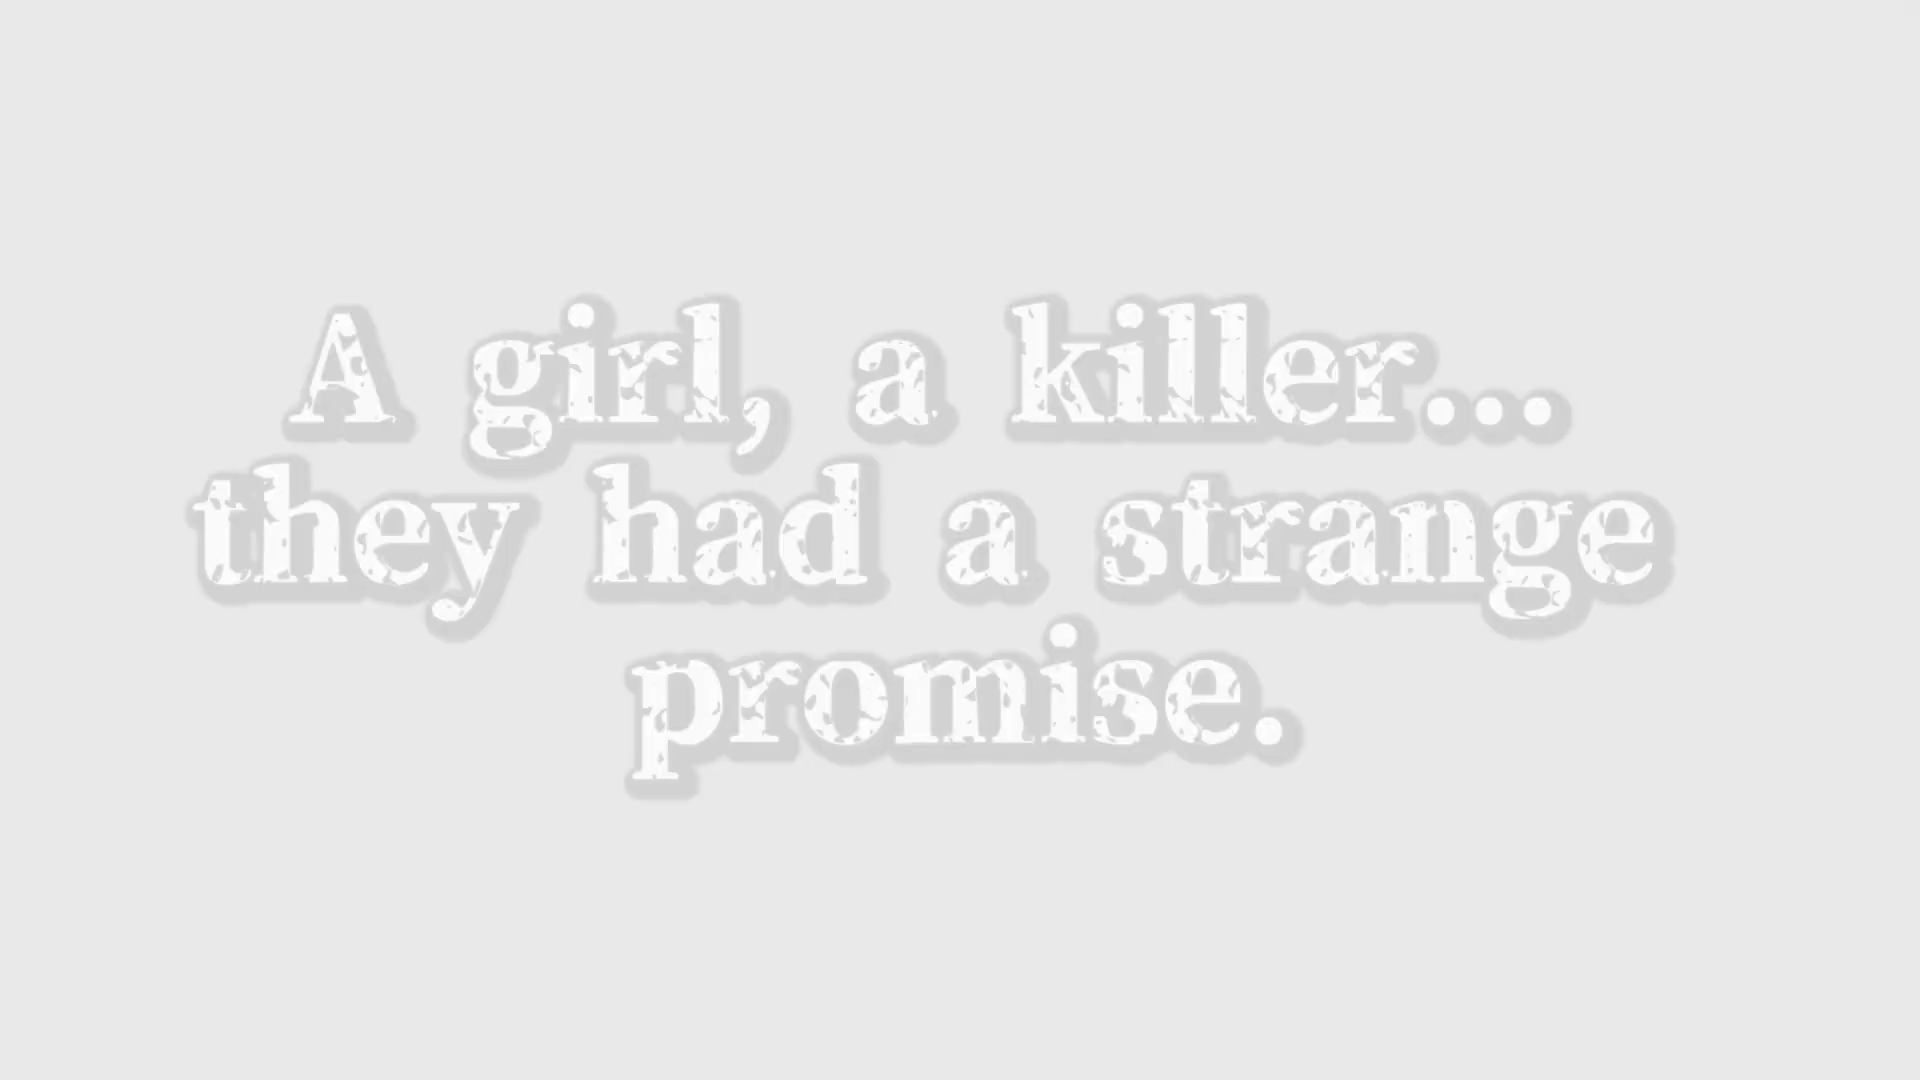 A girl, a killer...
they had a strange
promise.